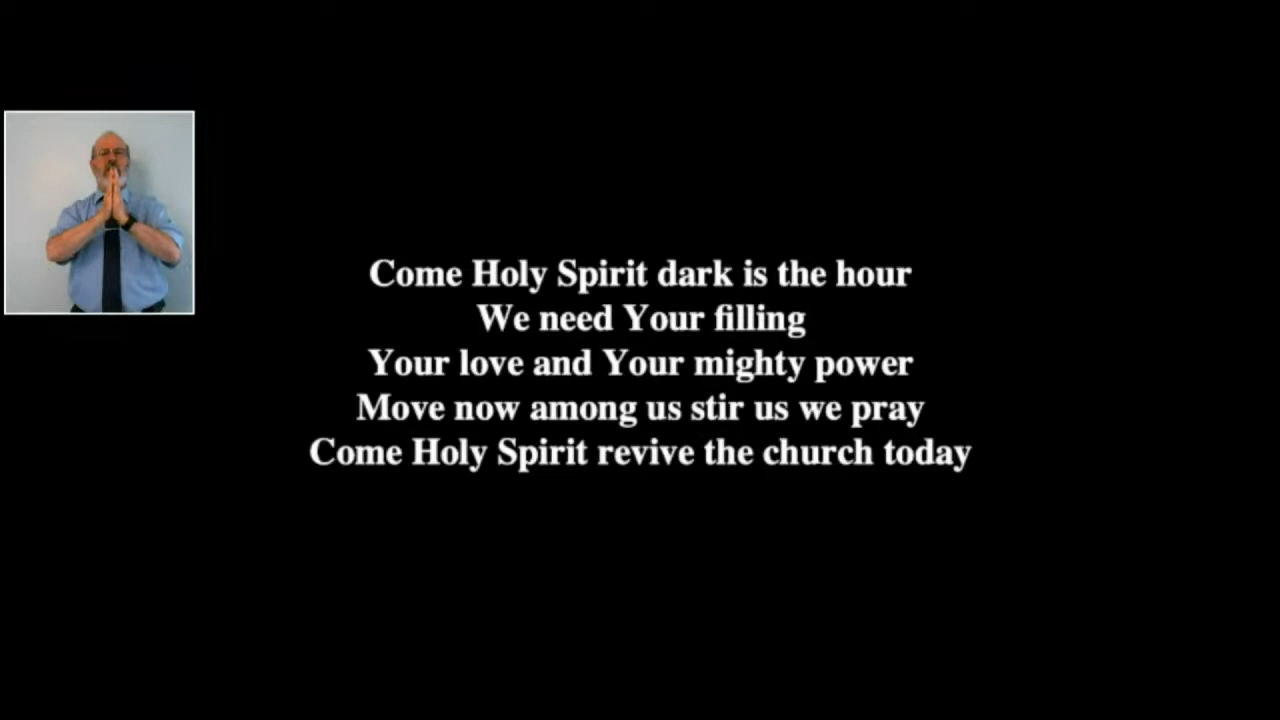 Come Holy Spirit dark is the hour
We need Your filling
Your love and Your mighty power
Move now among us stir us we pray
Come Holy Spirit revive the church today